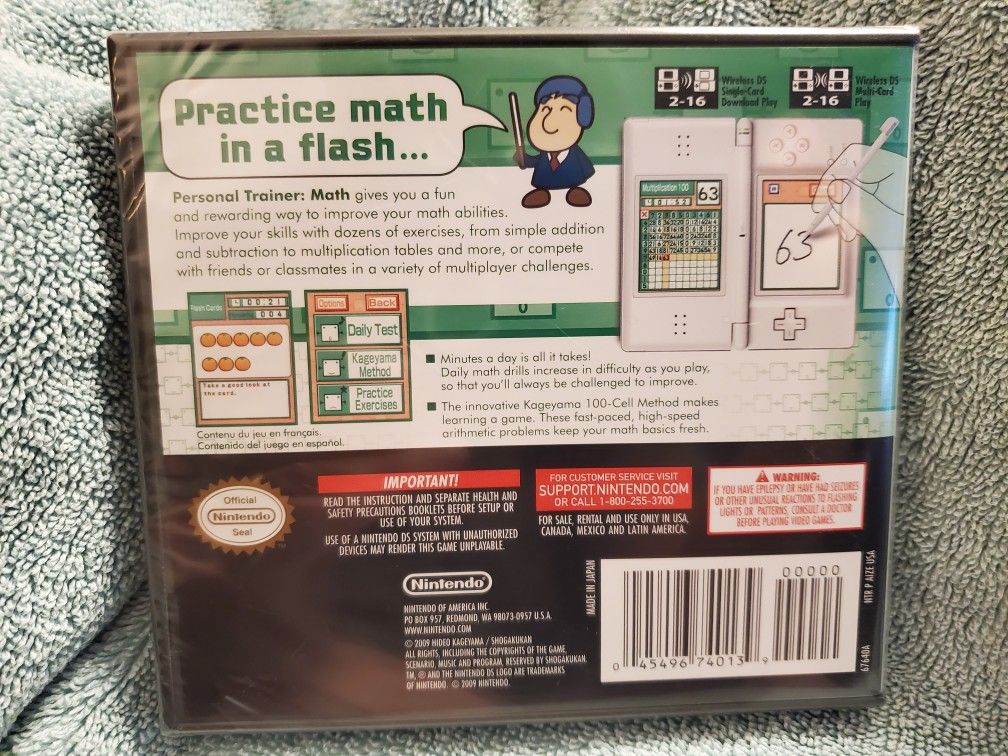 Practice math
in a flash...
2-16
Wireless DS
Single-Card
Download Play
2-16
Wireless DS
Multi-Card
Play
Personal Trainer: Math gives you a fun
and rewarding way to improve your math abilities.
Improve your skills with dozens of exercises, from simple addition
and subtraction to multiplication tables and more, or compete
with friends or classmates in a variety of multiplayer challenges.
Multiplication 100
63
63
Flash Cards
00:21
004
Take a good look at
the card.
Options
Back
Daily Test
Kageyama
Method
Practice
Exercises
0
■ Minutes a day is all it takes!
Daily math drills increase in difficulty as you play,
so that you'll always be challenged to improve.
■ The innovative Kageyama 100-Cell Method makes
learning a game. These fast-paced, high-speed
arithmetic problems keep your math basics fresh.
Contenu du jeu en français.
Contenido del juego en español.
Official
Nintendo
Seal
TM
IMPORTANT!
READ THE INSTRUCTION AND SEPARATE HEALTH AND
SAFETY PRECAUTIONS BOOKLETS BEFORE SETUP OR
USE OF YOUR SYSTEM.
USE OF A NINTENDO DS SYSTEM WITH UNAUTHORIZED
DEVICES MAY RENDER THIS GAME UNPLAYABLE.
FOR CUSTOMER SERVICE VISIT
SUPPORT.NINTENDO.COM
OR CALL 1-800-255-3700
FOR SALE, RENTAL AND USE ONLY IN USA,
CANADA, MEXICO AND LATIN AMERICA.
WARNING:
IF YOU HAVE EPILEPSY OR HAVE HAD SEIZURES
OR OTHER UNUSUAL REACTIONS TO FLASHING
LIGHTS OR PATTERNS, CONSULT A DOCTOR
BEFORE PLAYING VIDEO GAMES.
Nintendo®
NINTENDO OF AMERICA INC.
PO BOX 957, REDMOND, WA 98073-0957 U.S.A.
WWW.NINTENDO.COM
© 2009 HIDEO KAGEYAMA / SHOGAKUKAN
ALL RIGHTS, INCLUDING THE COPYRIGHTS OF THE GAME,
SCENARIO, MUSIC AND PROGRAM, RESERVED BY SHOGAKUKAN.
TM, ® AND THE NINTENDO DS LOGO ARE TRADEMARKS
OF NINTENDO. © 2009 NINTENDO.
MADE IN JAPAN
00000
0 45496 74013 9
NTR P AIZE USA
67640A